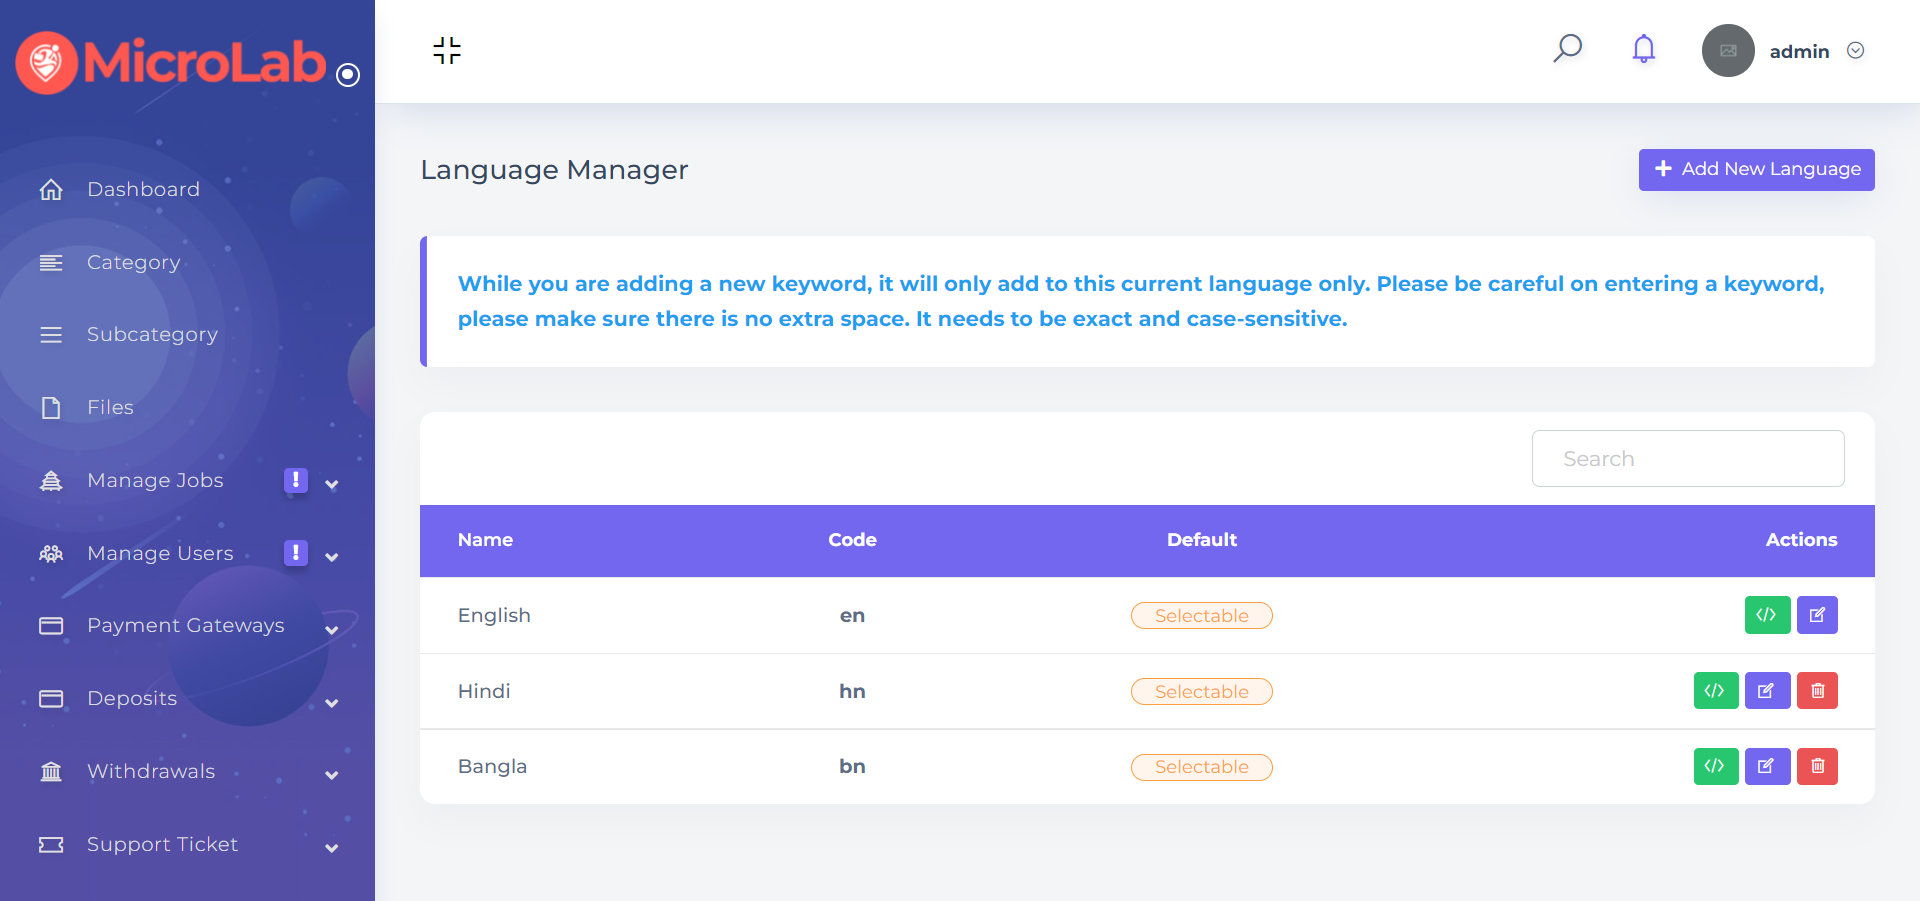 MicroLab
admin
Dashboard
Category
Subcategory
Files
Manage Jobs !
Manage Users !
Payment Gateways
Deposits
Withdrawals
Support Ticket
Language Manager
Add New Language
While you are adding a new keyword, it will only add to this current language only. Please be careful on entering a keyword,
please make sure there is no extra space. It needs to be exact and case-sensitive.
Search
Name Code Default Actions
English en Selectable
Hindi hn Selectable
Bangla bn Selectable